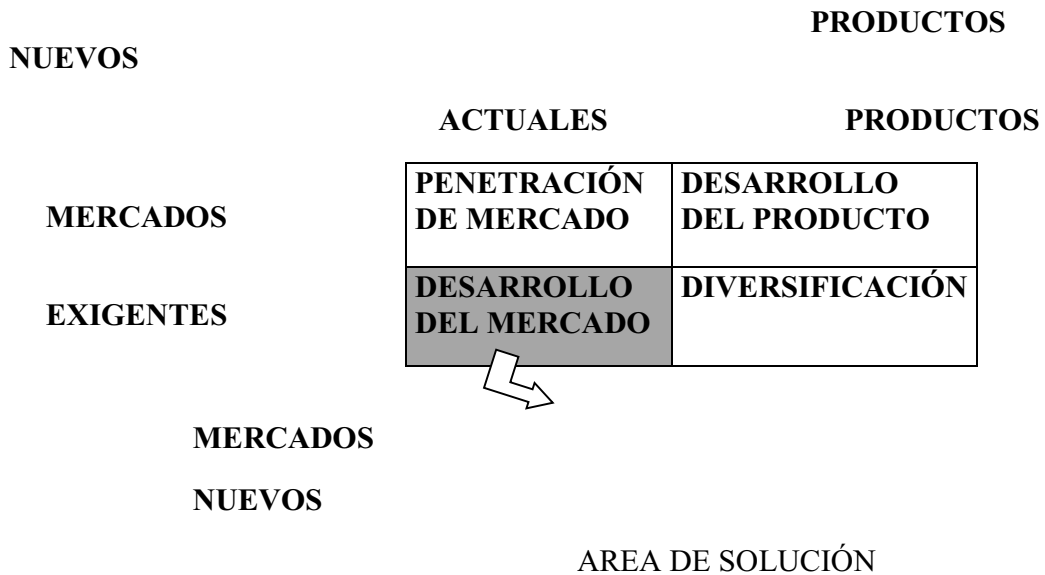 PRODUCTOS
NUEVOS
ACTUALES PRODUCTOS
PENETRACIÓN DE MERCADO
DESARROLLO DEL PRODUCTO
MERCADOS
DESARROLLO DEL MERCADO
DIVERSIFICACIÓN
EXIGENTES
MERCADOS
NUEVOS
AREA DE SOLUCIÓN